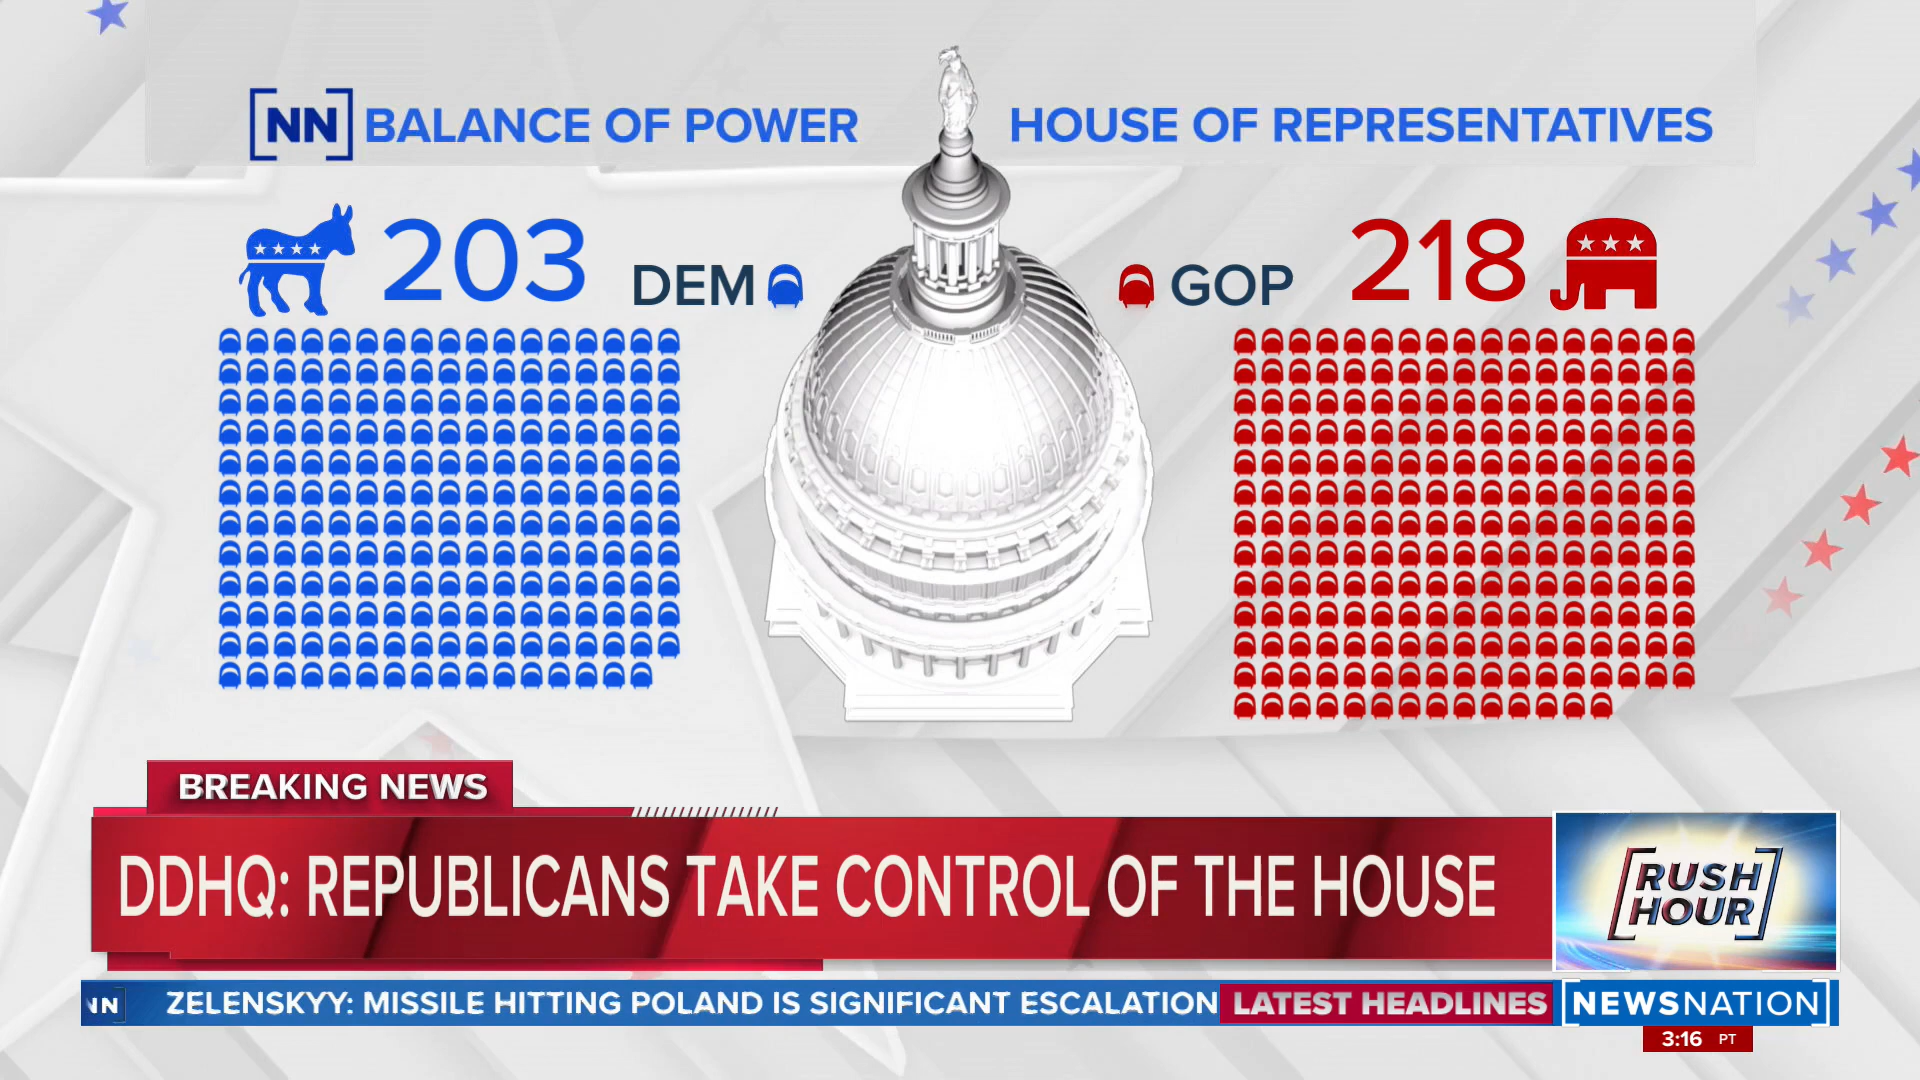 [NN] BALANCE OF POWER
HOUSE OF REPRESENTATIVES
203 DEM
GOP 218
BREAKING NEWS
DDHQ: REPUBLICANS TAKE CONTROL OF THE HOUSE
[RUSH
HOUR]
NN] ZELENSKYY: MISSILE HITTING POLAND IS SIGNIFICANT ESCALATION
LATEST HEADLINES
[NEWSNATION]
3:16 PT